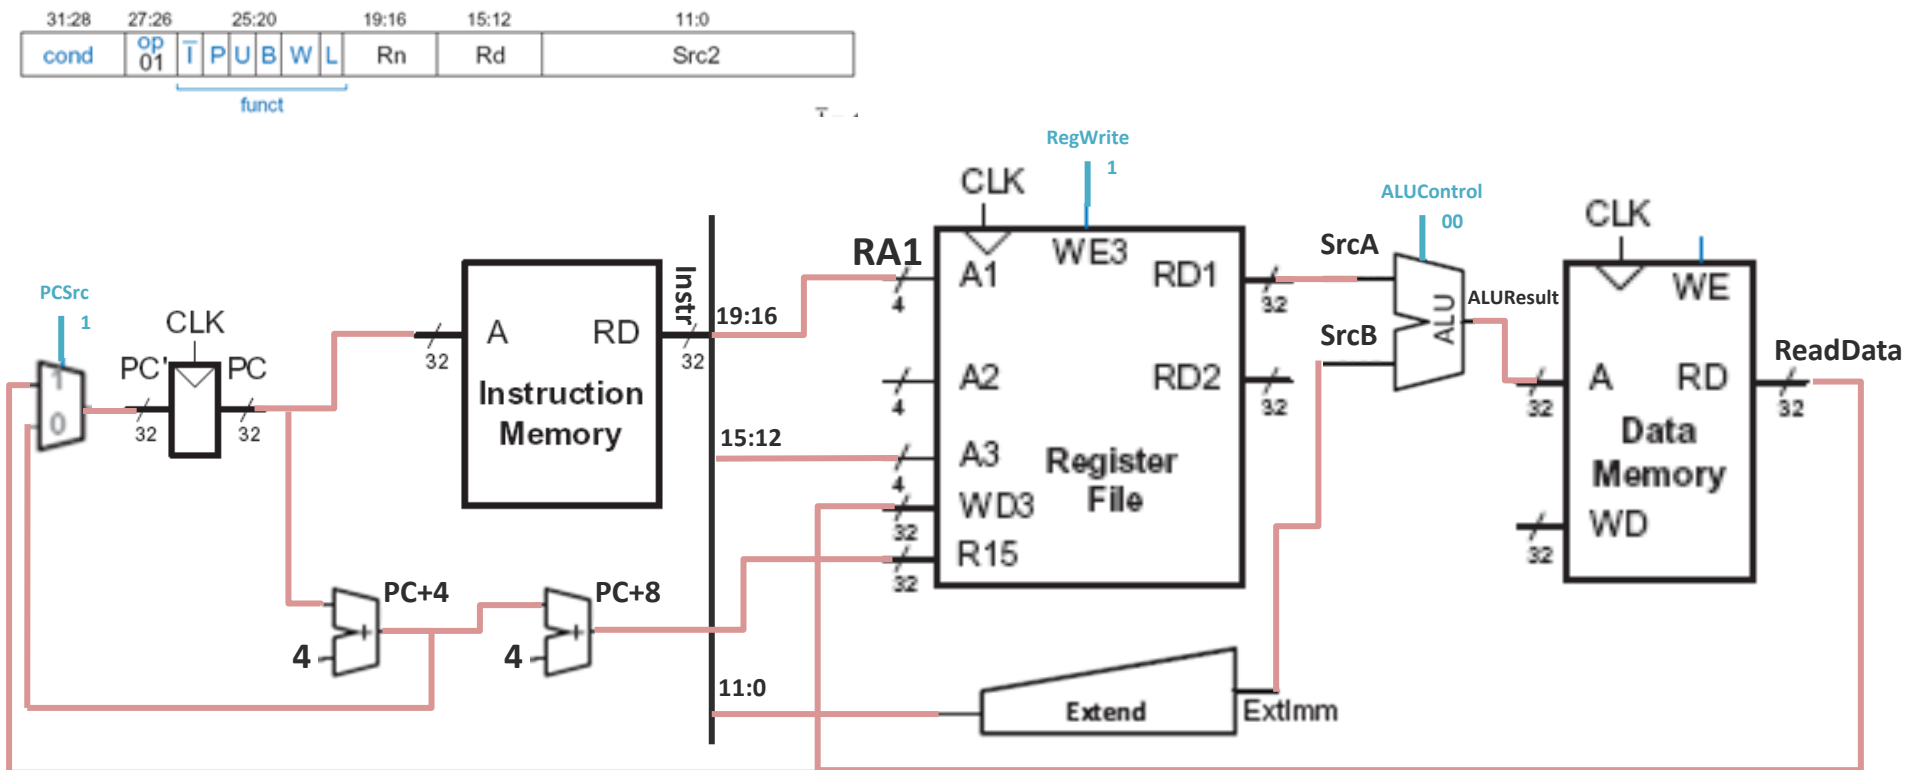 31:28 27:26 25:20 19:16 15:12 11:0
cond op 01 I P U B W L Rn Rd Src2
funct
RegWrite
1
CLK
ALUControl
00
CLK
RA1
A1
WE3
RD1
SrcA
32
4
WE
PCSrc
1
CLK
PC'
PC
32
32
1
0
A
RD
32
Instr
32
Instruction
Memory
19:16
A2
4
RD2
32
SrcB
ALU
ALUResult
A
RD
32
ReadData
32
Data
Memory
WD
32
15:12
A3
4
Register
File
WD3
32
R15
32
PC+4
+
4
PC+8
+
4
11:0
Extend
ExtImm